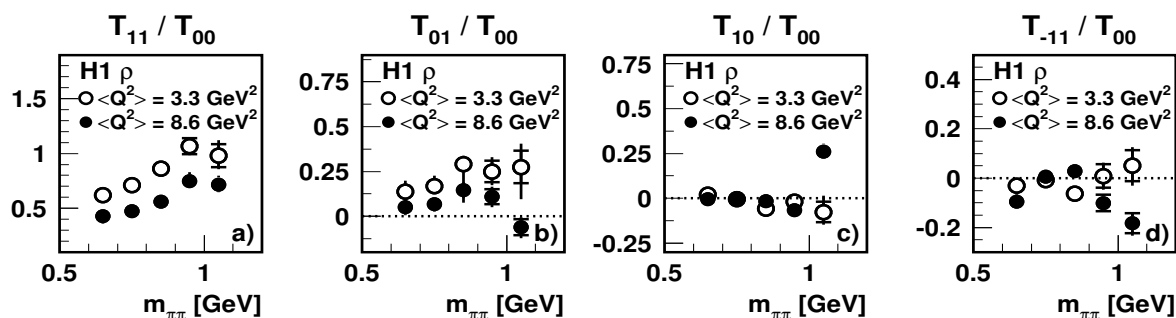 T₁₁ / T₀₀
H1 ρ
<Q²> = 3.3 GeV²
<Q²> = 8.6 GeV²
1.5
1
0.5
a)
0.5
1
m_ππ [GeV]
T₀₁ / T₀₀
H1 ρ
<Q²> = 3.3 GeV²
<Q²> = 8.6 GeV²
0.75
0.5
0.25
0
b)
0.5
1
m_ππ [GeV]
T₁₀ / T₀₀
H1 ρ
<Q²> = 3.3 GeV²
<Q²> = 8.6 GeV²
0.75
0.5
0.25
0
-0.25
c)
0.5
1
m_ππ [GeV]
T₋₁₁ / T₀₀
H1 ρ
<Q²> = 3.3 GeV²
<Q²> = 8.6 GeV²
0.4
0.2
0
-0.2
d)
0.5
1
m_ππ [GeV]